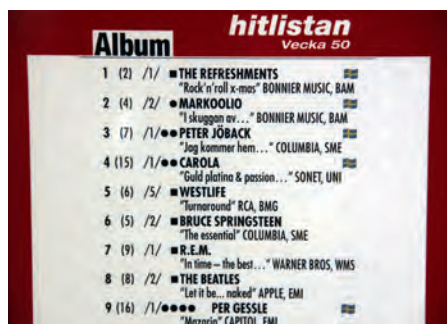 hitlistan
Album
Vecka 50
1 (2) /1/ ■THE REFRESHMENTS
"Rock'n'roll x-mas" BONNIER MUSIC, BAM
2 (4) /2/ ●MARKOOLIO
"I skuggan av..." BONNIER MUSIC, BAM
3 (7) /1/●●PETER JÖBACK
"Jag kommer hem..." COLUMBIA, SME
4 (15) /1/●●CAROLA
"Guld platina & passion..." SONET, UNI
5 (6) /5/ ■WESTLIFE
"Turnaround" RCA, BMG
6 (5) /2/ ■BRUCE SPRINGSTEEN
"The essential" COLUMBIA, SME
7 (9) /1/ ■R.E.M.
"In time – the best..." WARNER BROS, WMS
8 (8) /2/ ■THE BEATLES
"Let it be... naked" APPLE, EMI
9 (16) /1/●●●● PER GESSLE
"Mazarin" CAPITOL, EMI